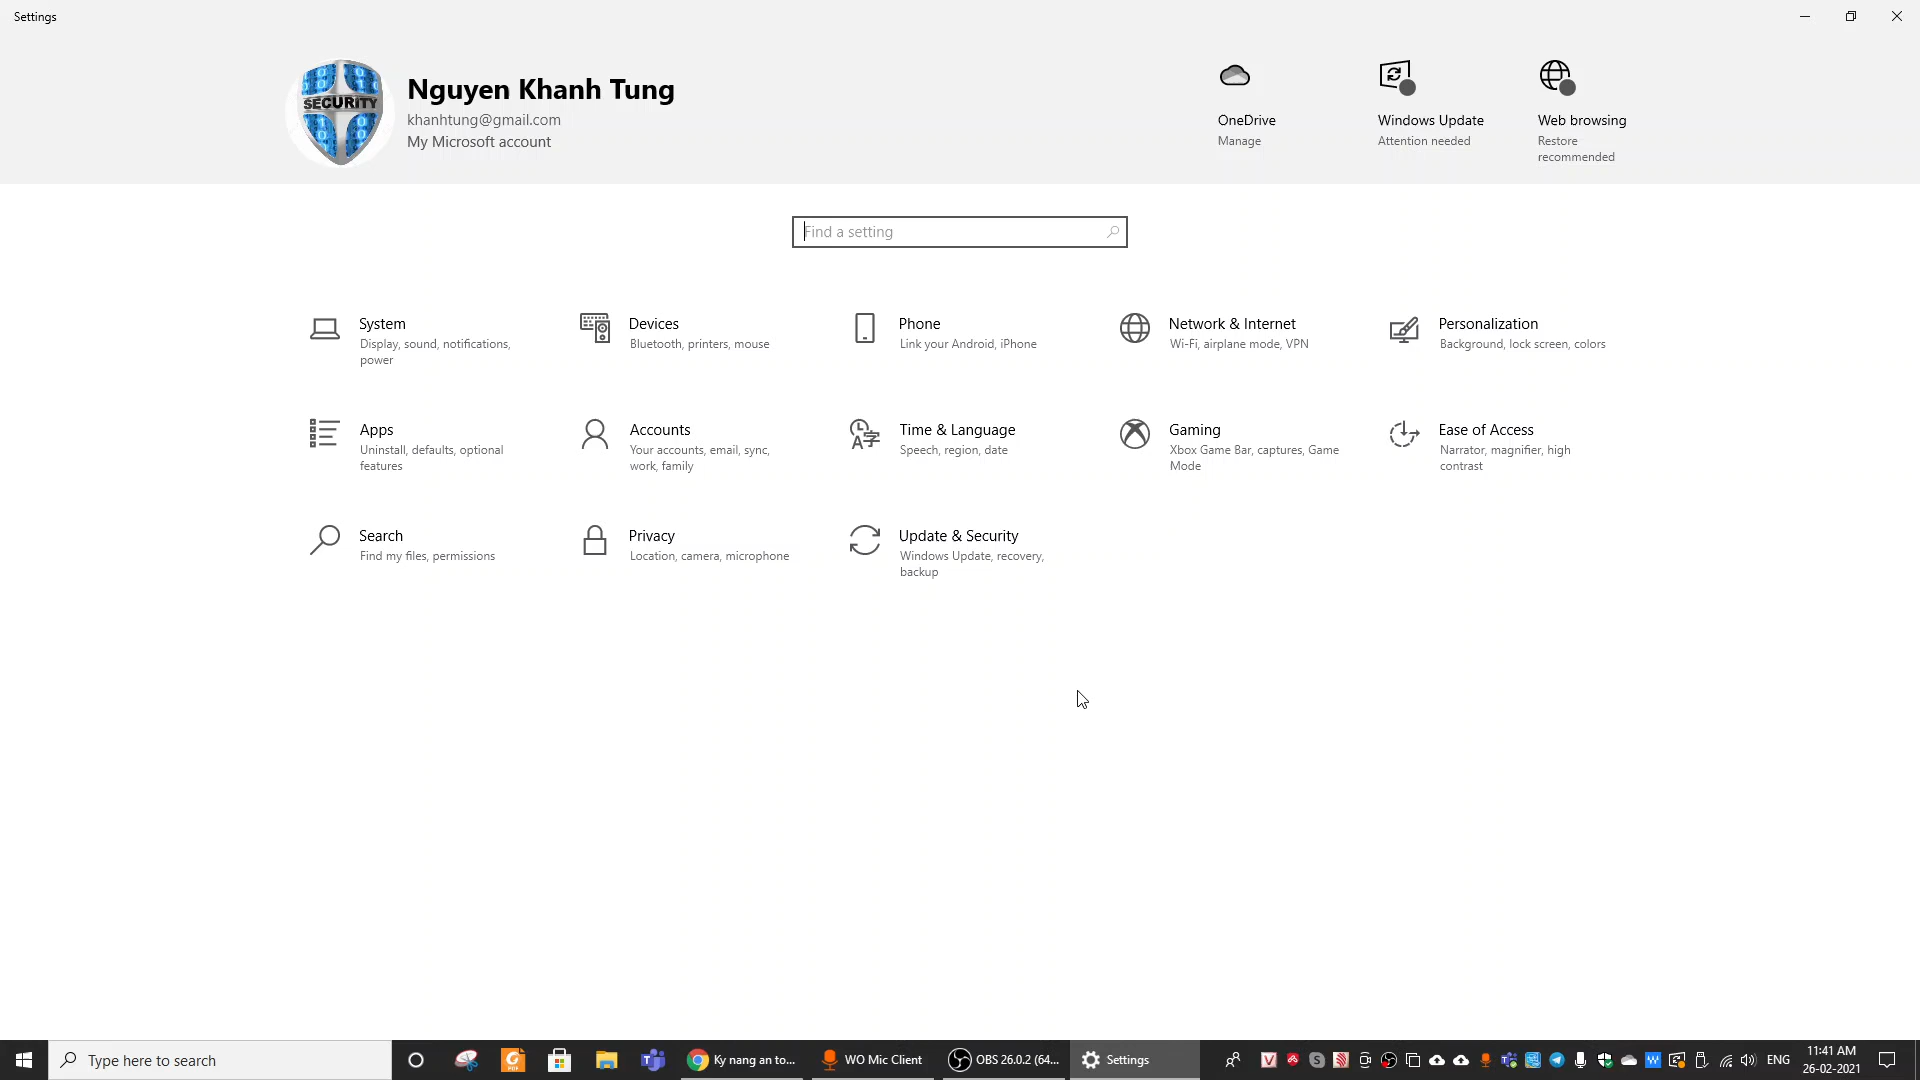 Settings
SECURITY
Nguyen Khanh Tung
khanhtung@gmail.com
My Microsoft account
OneDrive
Manage
Windows Update
Attention needed
Web browsing
Restore
recommended
Find a setting
System
Display, sound, notifications,
power
Devices
Bluetooth, printers, mouse
Phone
Link your Android, iPhone
Network & Internet
Wi-Fi, airplane mode, VPN
Personalization
Background, lock screen, colors
Apps
Uninstall, defaults, optional
features
Accounts
Your accounts, email, sync,
work, family
Time & Language
Speech, region, date
Gaming
Xbox Game Bar, captures, Game
Mode
Ease of Access
Narrator, magnifier, high
contrast
Search
Find my files, permissions
Privacy
Location, camera, microphone
Update & Security
Windows Update, recovery,
backup
Type here to search
Ky nang an to...
WO Mic Client
OBS 26.0.2 (64...
Settings
ENG
11:41 AM
26-02-2021